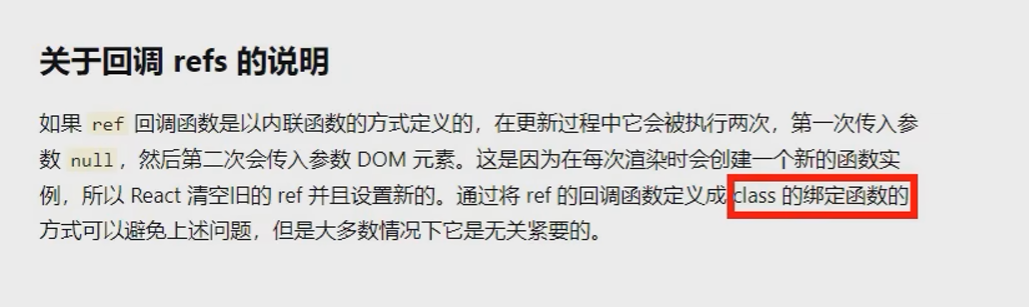 关于回调 refs 的说明
如果 ref 回调函数是以内联函数的方式定义的，在更新过程中它会被执行两次，第一次传入参
数 null，然后第二次会传入参数 DOM 元素。这是因为在每次渲染时会创建一个新的函数实
例，所以 React 清空旧的 ref 并且设置新的。通过将 ref 的回调函数定义成 class 的绑定函数的
方式可以避免上述问题，但是大多数情况下它是无关紧要的。